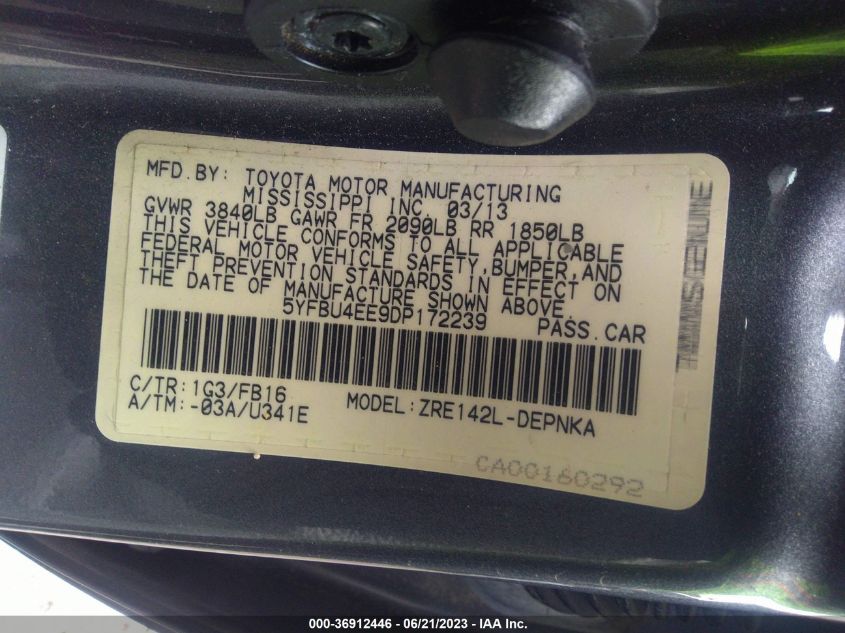 MFD.BY: TOYOTA MOTOR MANUFACTURING
MISSISSIPPI INC. 03/13
GVWR 3840LB GAWR FR 2090LB RR 1850LB
THIS VEHICLE CONFORMS TO ALL APPLICABLE
FEDERAL MOTOR VEHICLE SAFETY,BUMPER,AND
THEFT PREVENTION STANDARDS IN EFFECT ON
THE DATE OF MANUFACTURE SHOWN ABOVE.
5YFBU4EE9DP172239 PASS.CAR
C/TR:1G3/FB16
A/TM:-03A/U341E MODEL:ZRE142L-DEPNKA
CA00160292
000-36912446 - 06/21/2023 - IAA Inc.